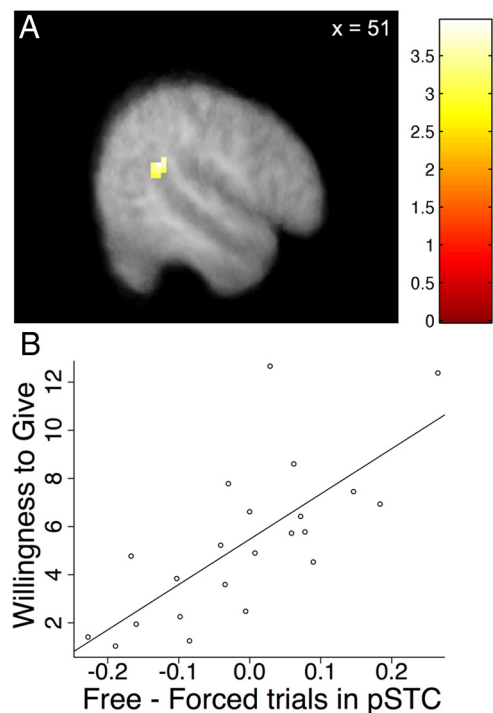 A
x = 51
3.5
3
2.5
2
1.5
1
0.5
0
B
Willingness to Give
12
10
8
6
4
2
-0.2 -0.1 0.0 0.1 0.2
Free - Forced trials in pSTC